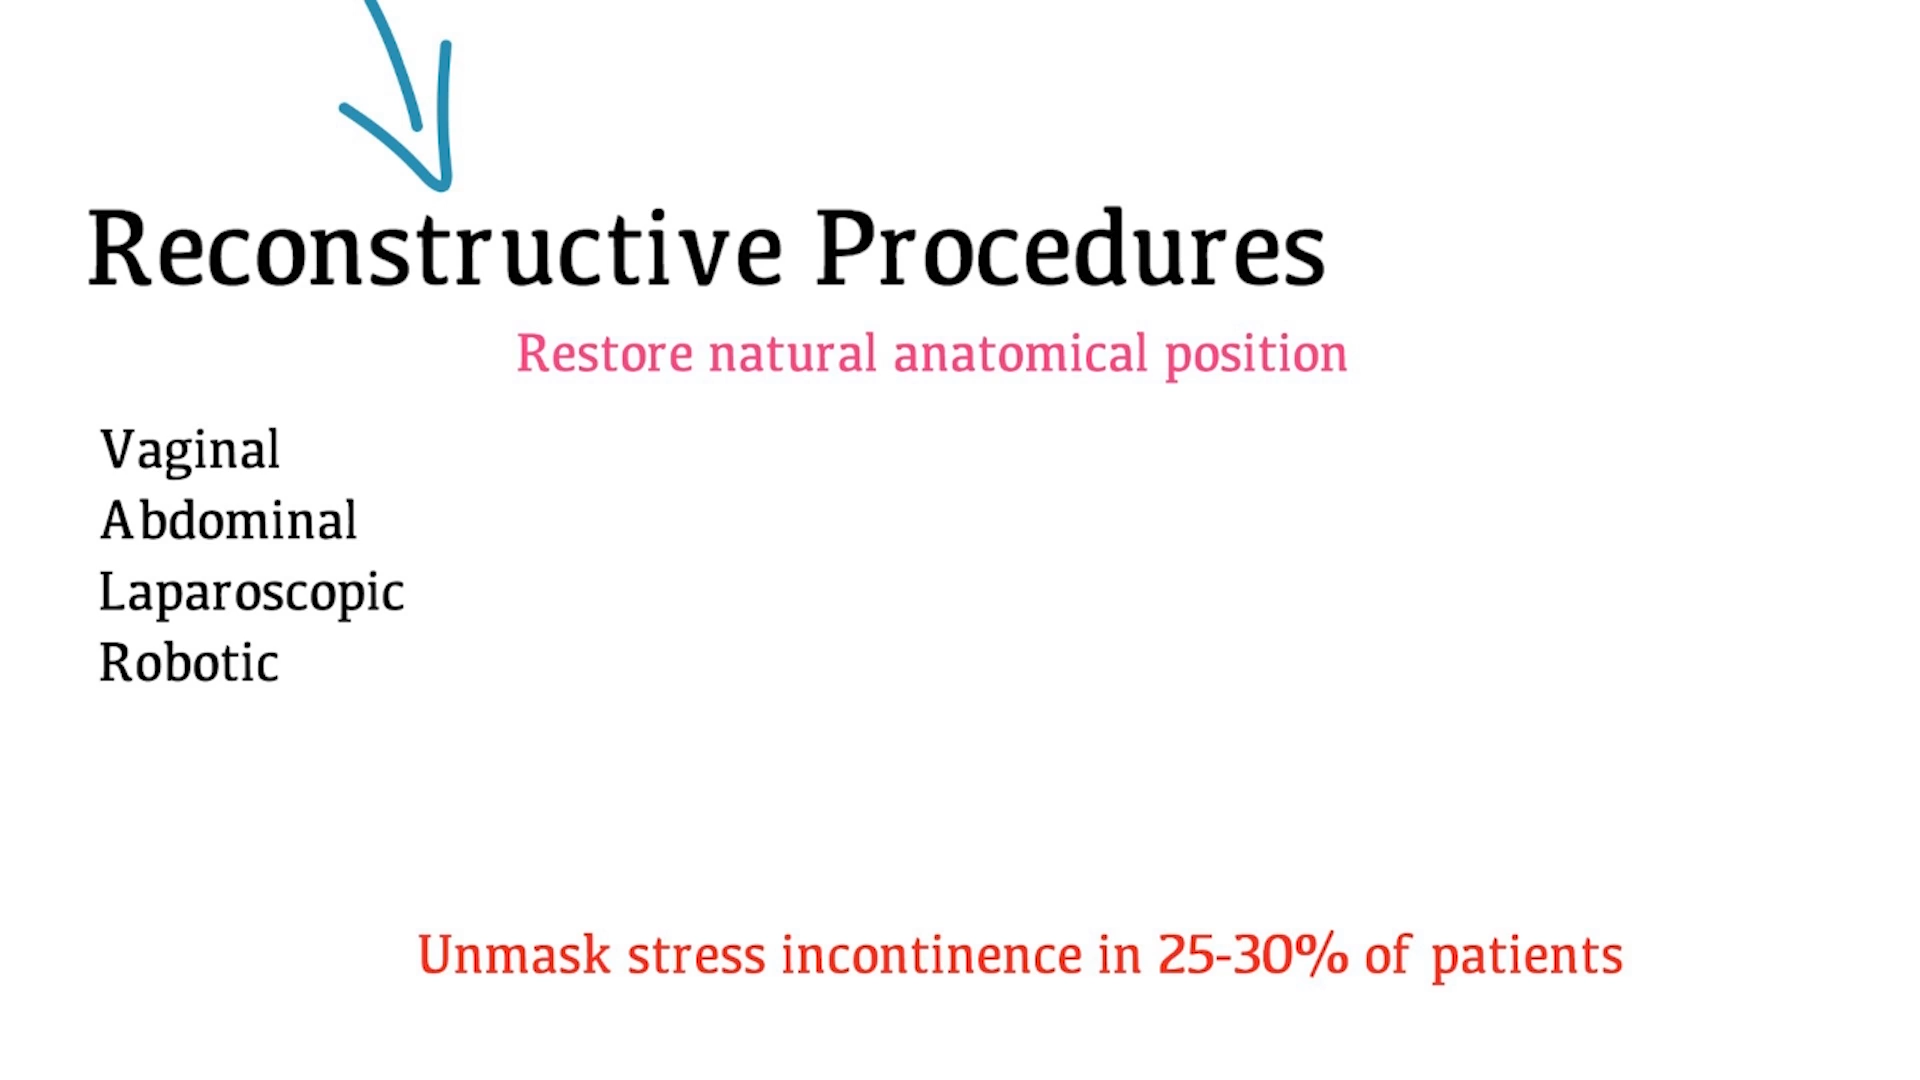 Reconstructive Procedures
Restore natural anatomical position
Vaginal
Abdominal
Laparoscopic
Robotic
Unmask stress incontinence in 25-30% of patients